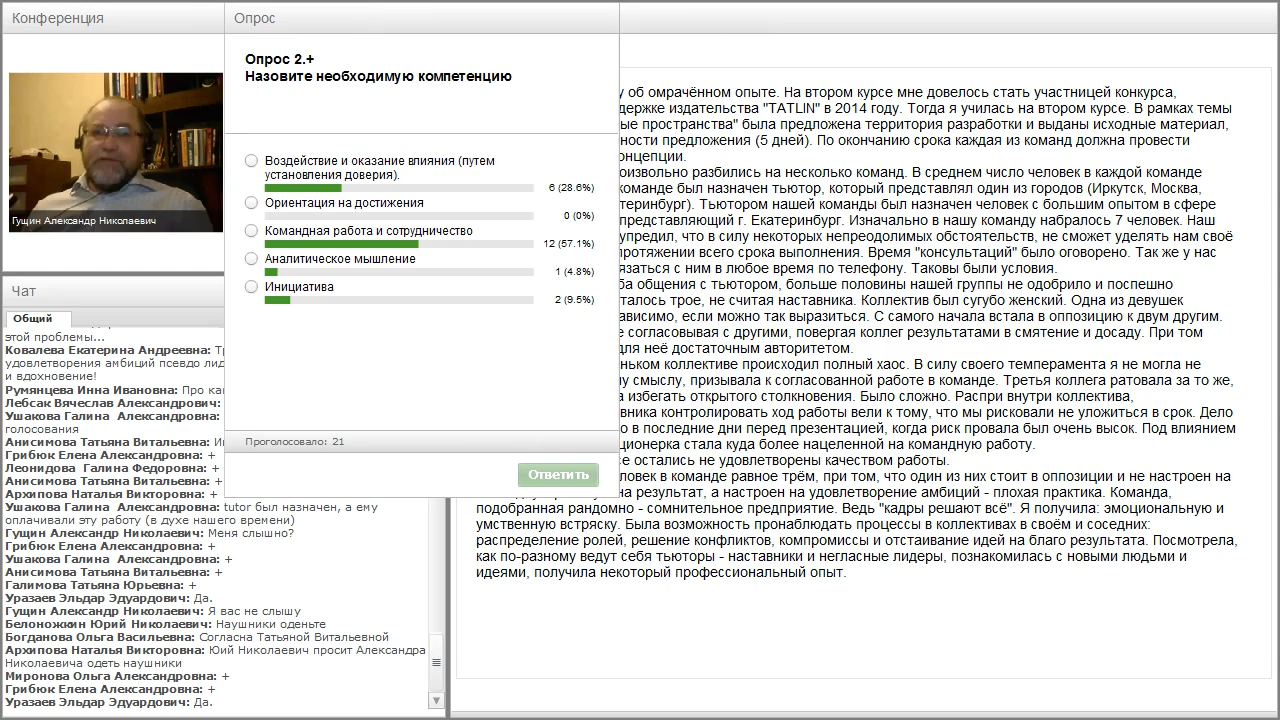 Конференция
Гущин Александр Николаевич
Опрос
Опрос 2.+
Назовите необходимую компетенцию
Воздействие и оказание влияния (путем
установления доверия).
6 (28.6%)
Ориентация на достижения
0 (0%)
Командная работа и сотрудничество
12 (57.1%)
Аналитическое мышление
1 (4.8%)
Инициатива
2 (9.5%)
Проголосовало: 21
Ответить
Чат
Общий
этой проблемы...
Ковалева Екатерина Андреевна:
удовлетворения амбиций псевдо
и вдохновение!
Румянцева Инна Ивановна: Про
Лебсак Вячеслав Александрович:
Ушакова Галина Александровна:
голосования
Анисимова Татьяна Витальевна:
Грибюк Елена Александровна: +
Леонидова Галина Федоровна: +
Анисимова Татьяна Витальевна: +
Архипова Наталья Викторовна: +
Ушакова Галина Александровна: tutor был назначен, а ему
оплачивали эту работу (в духе нашего времени)
Гущин Александр Николаевич: Меня слышно?
Грибюк Елена Александровна: +
Ушакова Галина Александровна: +
Анисимова Татьяна Витальевна: +
Галимова Татьяна Юрьевна: +
Уразаев Эльдар Эдуардович: Да.
Гущин Александр Николаевич: Я вас не слышу
Белоножкин Юрий Николаевич: Наушники оденьте
Богданова Ольга Васильевна: Согласна Татьяной Витальевной
Архипова Наталья Викторовна: Юий Николаевич просит Александра
Николаевича одеть наушники
Миронова Ольга Александровна: +
Грибюк Елена Александровна: +
Уразаев Эльдар Эдуардович: Да.
об омрачённом опыте. На втором курсе мне довелось стать участницей конкурса,
издательства "TATLIN" в 2014 году. Тогда я училась на втором курсе. В рамках темы
пространства" была предложена территория разработки и выданы исходные материал,
предложения (5 дней). По окончанию срока каждая из команд должна провести
разбились на несколько команд. В среднем число человек в каждой команде
команде был назначен тьютор, который представлял один из городов (Иркутск, Москва,
Тьютором нашей команды был назначен человек с большим опытом в сфере
представляющий г. Екатеринбург. Изначально в нашу команду набралось 7 человек. Наш
что в силу некоторых непреодолимых обстоятельств, не сможет уделять нам своё
протяжении всего срока выполнения. Время "консультаций" было оговорено. Так же у нас
с ним в любое время по телефону. Таковы были условия.
общения с тьютором, больше половины нашей группы не одобрило и поспешно
трое, не считая наставника. Коллектив был сугубо женский. Одна из девушек
если можно так выразиться. С самого начала встала в оппозицию к двум другим.
согласовывая с другими, повергая коллег результатами в смятение и досаду. При том
для неё достаточным авторитетом.
коллективе происходил полный хаос. В силу своего темперамента я не могла не
смыслу, призывала к согласованной работе в команде. Третья коллега ратовала за то же,
избегать открытого столкновения. Было сложно. Распри внутри коллектива,
контролировать ход работы вели к тому, что мы рисковали не уложиться в срок. Дело
в последние дни перед презентацией, когда риск провала был очень высок. Под влиянием
стала куда более нацеленной на командную работу.
остались не удовлетворены качеством работы.
в команде равное трём, при том, что один из них стоит в оппозиции и не настроен на
на результат, а настроен на удовлетворение амбиций - плохая практика. Команда,
подобранная рандомно - сомнительное предприятие. Ведь "кадры решают всё". Я получила: эмоциональную и
умственную встряску. Была возможность пронаблюдать процессы в коллективах в своём и соседних:
распределение ролей, решение конфликтов, компромиссы и отстаивание идей на благо результата. Посмотрела,
как по-разному ведут себя тьюторы - наставники и негласные лидеры, познакомилась с новыми людьми и
идеями, получила некоторый профессиональный опыт.